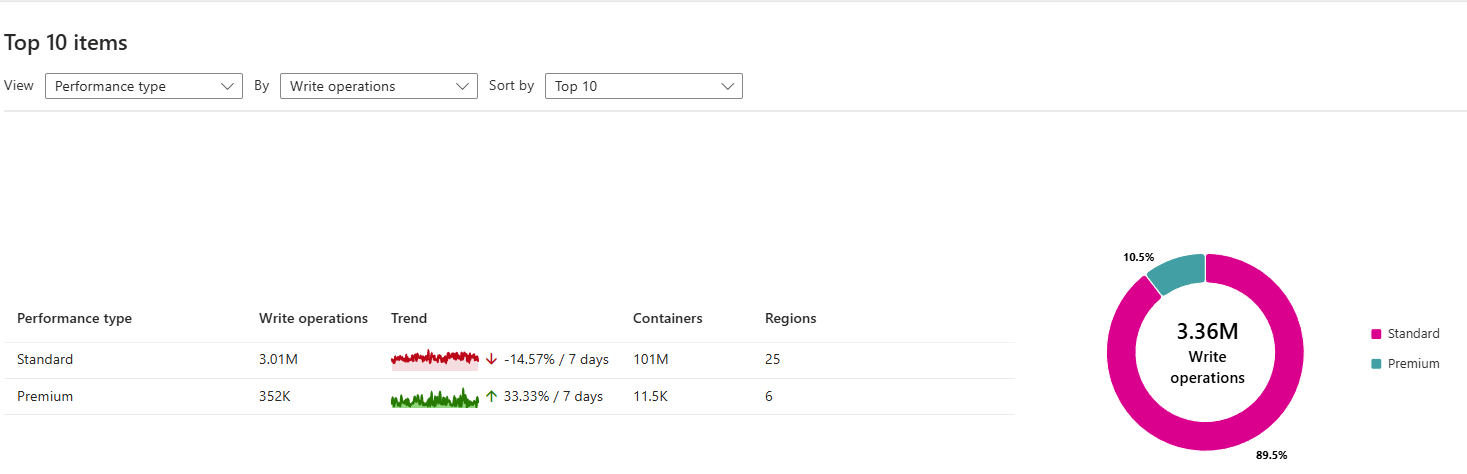 Top 10 items
View Performance type By Write operations Sort by Top 10
Performance type Write operations Trend Containers Regions
Standard 3.01M -14.57% / 7 days 101M 25
Premium 352K 33.33% / 7 days 11.5K 6
10.5%
3.36M
Write
operations
89.5%
Standard
Premium